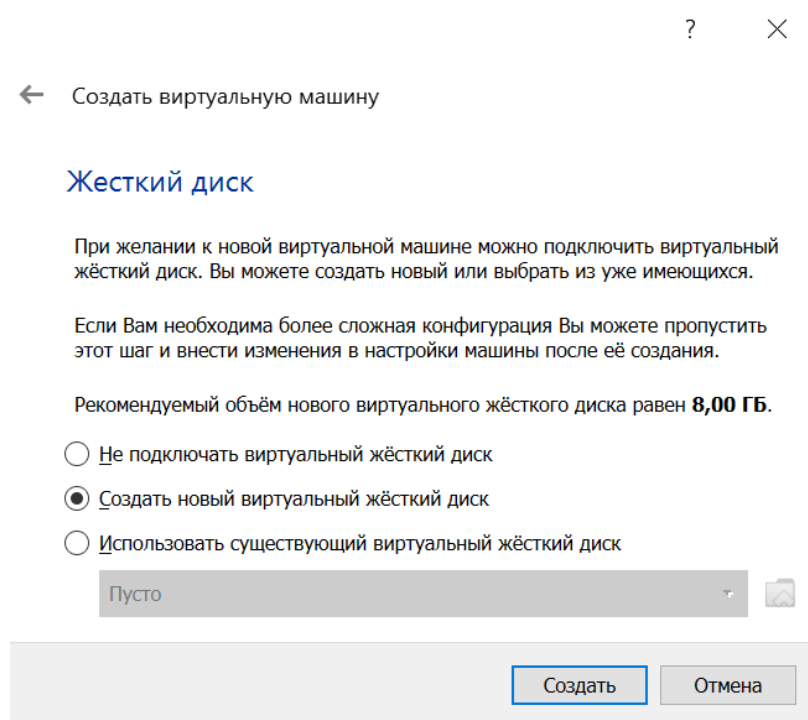 ?
Создать виртуальную машину
Жесткий диск
При желании к новой виртуальной машине можно подключить виртуальный
жёсткий диск. Вы можете создать новый или выбрать из уже имеющихся.
Если Вам необходима более сложная конфигурация Вы можете пропустить
этот шаг и внести изменения в настройки машины после её создания.
Рекомендуемый объём нового виртуального жёсткого диска равен 8,00 ГБ.
Не подключать виртуальный жёсткий диск
Создать новый виртуальный жёсткий диск
Использовать существующий виртуальный жёсткий диск
Пусто
Создать
Отмена